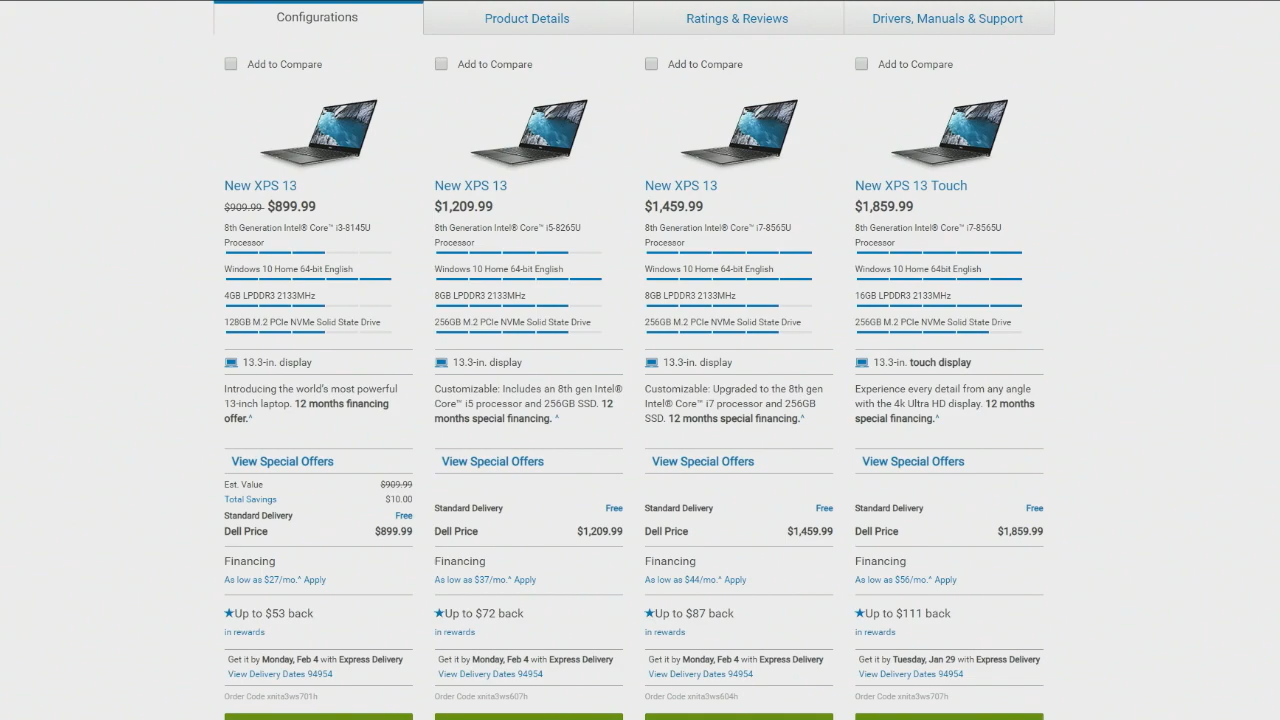 Configurations
Product Details
Ratings & Reviews
Drivers, Manuals & Support
Add to Compare
New XPS 13
$909.99 $899.99
8th Generation Intel® Core™ i3-8145U
Processor
Windows 10 Home 64-bit English
4GB LPDDR3 2133MHz
128GB M.2 PCIe NVMe Solid State Drive
13.3-in. display
Introducing the world's most powerful
13-inch laptop. 12 months financing
offer.^
View Special Offers
Est. Value $909.99
Total Savings $10.00
Standard Delivery Free
Dell Price $899.99
Financing
As low as $27/mo.^ Apply
★Up to $53 back
in rewards
Get it by Monday, Feb 4 with Express Delivery
View Delivery Dates 94954
Order Code xnita3ws701h
Add to Compare
New XPS 13
$1,209.99
8th Generation Intel® Core™ i5-8265U
Processor
Windows 10 Home 64-bit English
8GB LPDDR3 2133MHz
256GB M.2 PCIe NVMe Solid State Drive
13.3-in. display
Customizable: Includes an 8th gen Intel®
Core™ i5 processor and 256GB SSD. 12
months special financing. ^
View Special Offers
Standard Delivery Free
Dell Price $1,209.99
Financing
As low as $37/mo.^ Apply
★Up to $72 back
in rewards
Get it by Monday, Feb 4 with Express Delivery
View Delivery Dates 94954
Order Code xnita3ws607h
Add to Compare
New XPS 13
$1,459.99
8th Generation Intel® Core™ i7-8565U
Processor
Windows 10 Home 64-bit English
8GB LPDDR3 2133MHz
256GB M.2 PCIe NVMe Solid State Drive
13.3-in. display
Customizable: Upgraded to the 8th gen
Intel® Core™ i7 processor and 256GB
SSD. 12 months special financing.^
View Special Offers
Standard Delivery Free
Dell Price $1,459.99
Financing
As low as $44/mo.^ Apply
★Up to $87 back
in rewards
Get it by Monday, Feb 4 with Express Delivery
View Delivery Dates 94954
Order Code xnita3ws604h
Add to Compare
New XPS 13 Touch
$1,859.99
8th Generation Intel® Core™ i7-8565U
Processor
Windows 10 Home 64-bit English
16GB LPDDR3 2133MHz
256GB M.2 PCIe NVMe Solid State Drive
13.3-in. touch display
Experience every detail from any angle
with the 4k Ultra HD display. 12 months
special financing.^
View Special Offers
Standard Delivery Free
Dell Price $1,859.99
Financing
As low as $56/mo.^ Apply
★Up to $111 back
in rewards
Get it by Tuesday, Jan 29 with Express Delivery
View Delivery Dates 94954
Order Code xnita3ws707h